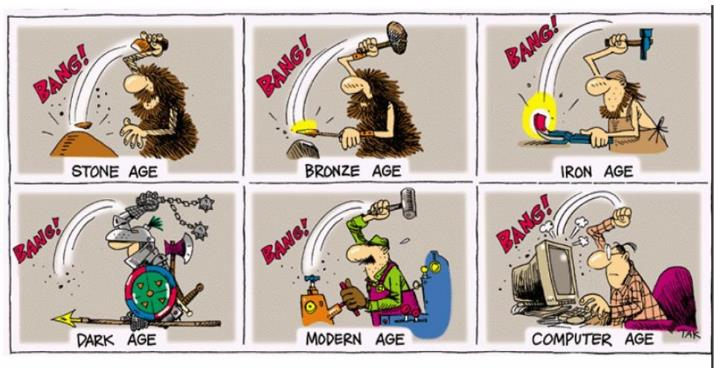 BANG!
STONE AGE
BANG!
BRONZE AGE
BANG!
IRON AGE
BANG!
DARK AGE
BANG!
MODERN AGE
BANG!
COMPUTER AGE
TAK